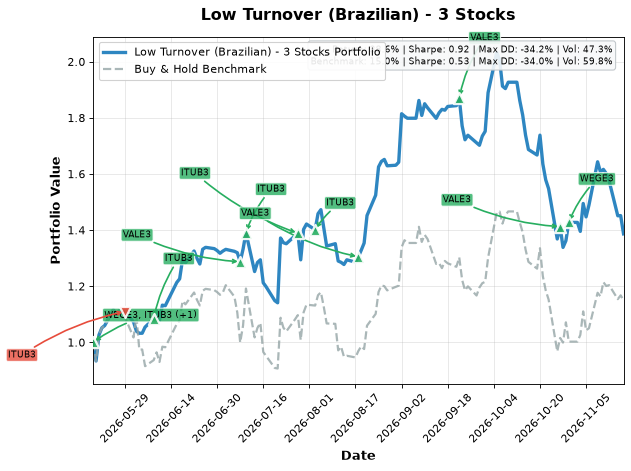 Low Turnover (Brazilian) - 3 Stocks
VALE3
Low Turnover (Brazilian) - 3 Stocks Portfolio
Buy & Hold Benchmark
6% | Sharpe: 0.92 | Max DD: -34.2% | Vol: 47.3%
0% | Sharpe: 0.53 | Max DD: -34.0% | Vol: 59.8%
2.0
1.8
1.6
1.4
1.2
1.0
Portfolio Value
ITUB3
ITUB3
VALE3
ITUB3
VALE3
ITUB3
VALE3
WEGE3
WEGE3, ITUB3 (+1)
ITUB3
2026-05-29
2026-06-14
2026-06-30
2026-07-16
2026-08-01
2026-08-17
2026-09-02
2026-09-18
2026-10-04
2026-10-20
2026-11-05
Date